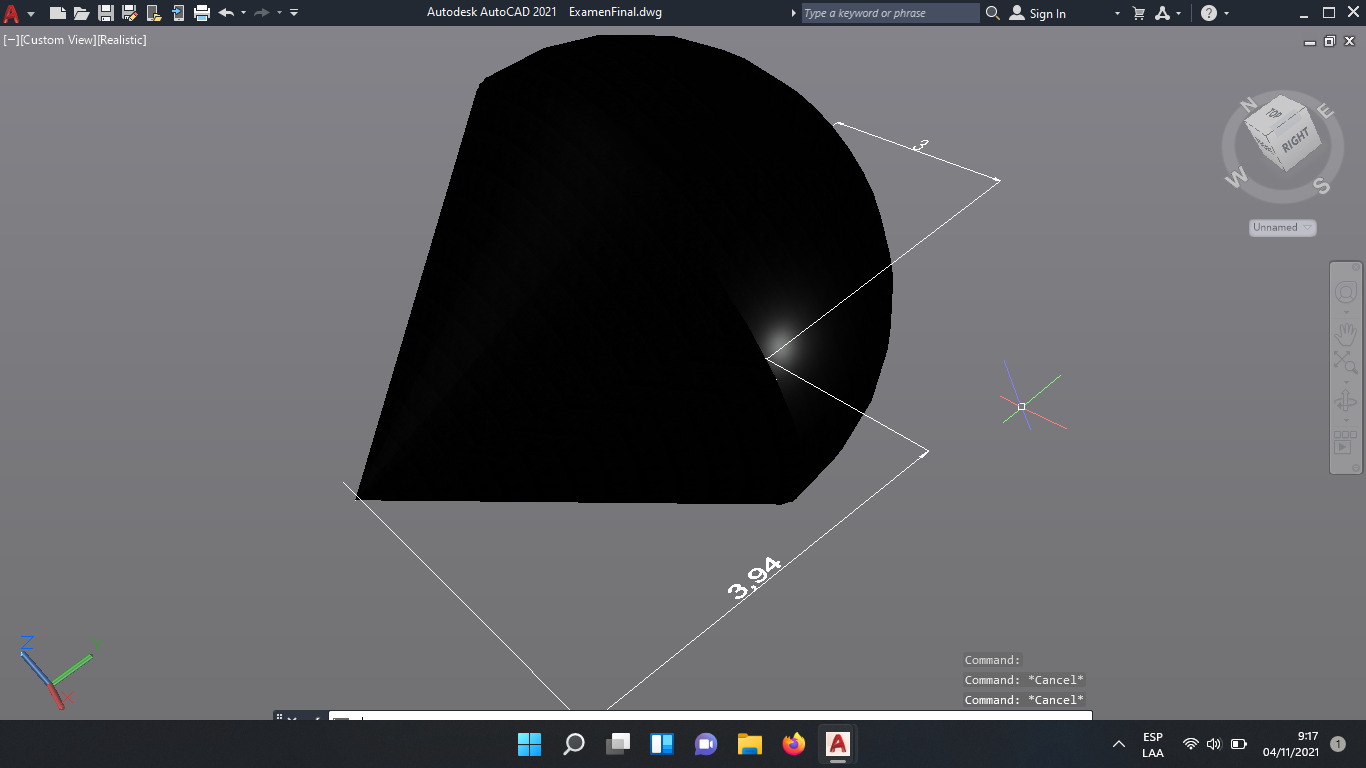 Autodesk AutoCAD 2021 ExamenFinal.dwg
Type a keyword or phrase
Sign In
[−][Custom View][Realistic]
N
E
TOP
RIGHT
W
S
Unnamed
3
3,94
Z
X
Command:
Command: *Cancel*
Command: *Cancel*
ESP
LAA
9:17
04/11/2021
1